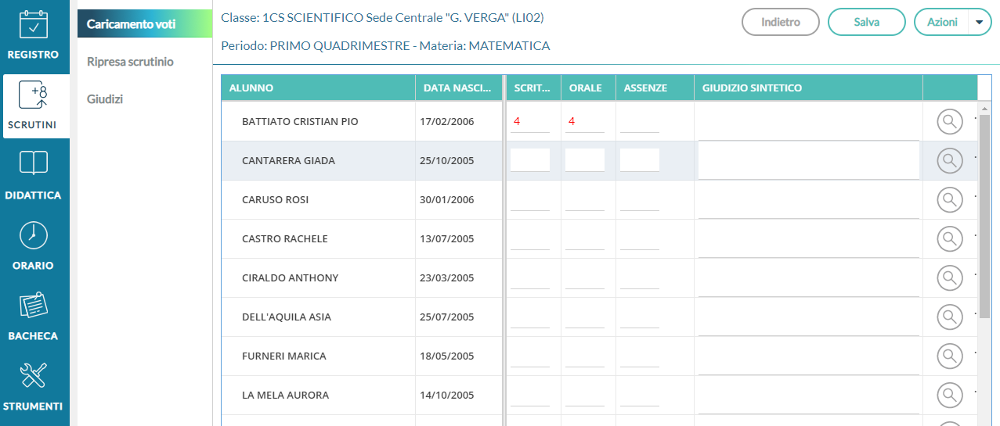 REGISTRO
SCRUTINI
DIDATTICA
ORARIO
BACHECA
STRUMENTI
Caricamento voti
Ripresa scrutinio
Giudizi
Classe: 1CS SCIENTIFICO Sede Centrale "G. VERGA" (LI02)
Periodo: PRIMO QUADRIMESTRE - Materia: MATEMATICA
Indietro
Salva
Azioni
ALUNNO DATA NASCI... SCRIT... ORALE ASSENZE GIUDIZIO SINTETICO
BATTIATO CRISTIAN PIO 17/02/2006 4 4
CANTARERA GIADA 25/10/2005
CARUSO ROSI 30/01/2006
CASTRO RACHELE 13/07/2005
CIRALDO ANTHONY 23/03/2005
DELL'AQUILA ASIA 25/07/2005
FURNERI MARICA 18/05/2005
LA MELA AURORA 14/10/2005